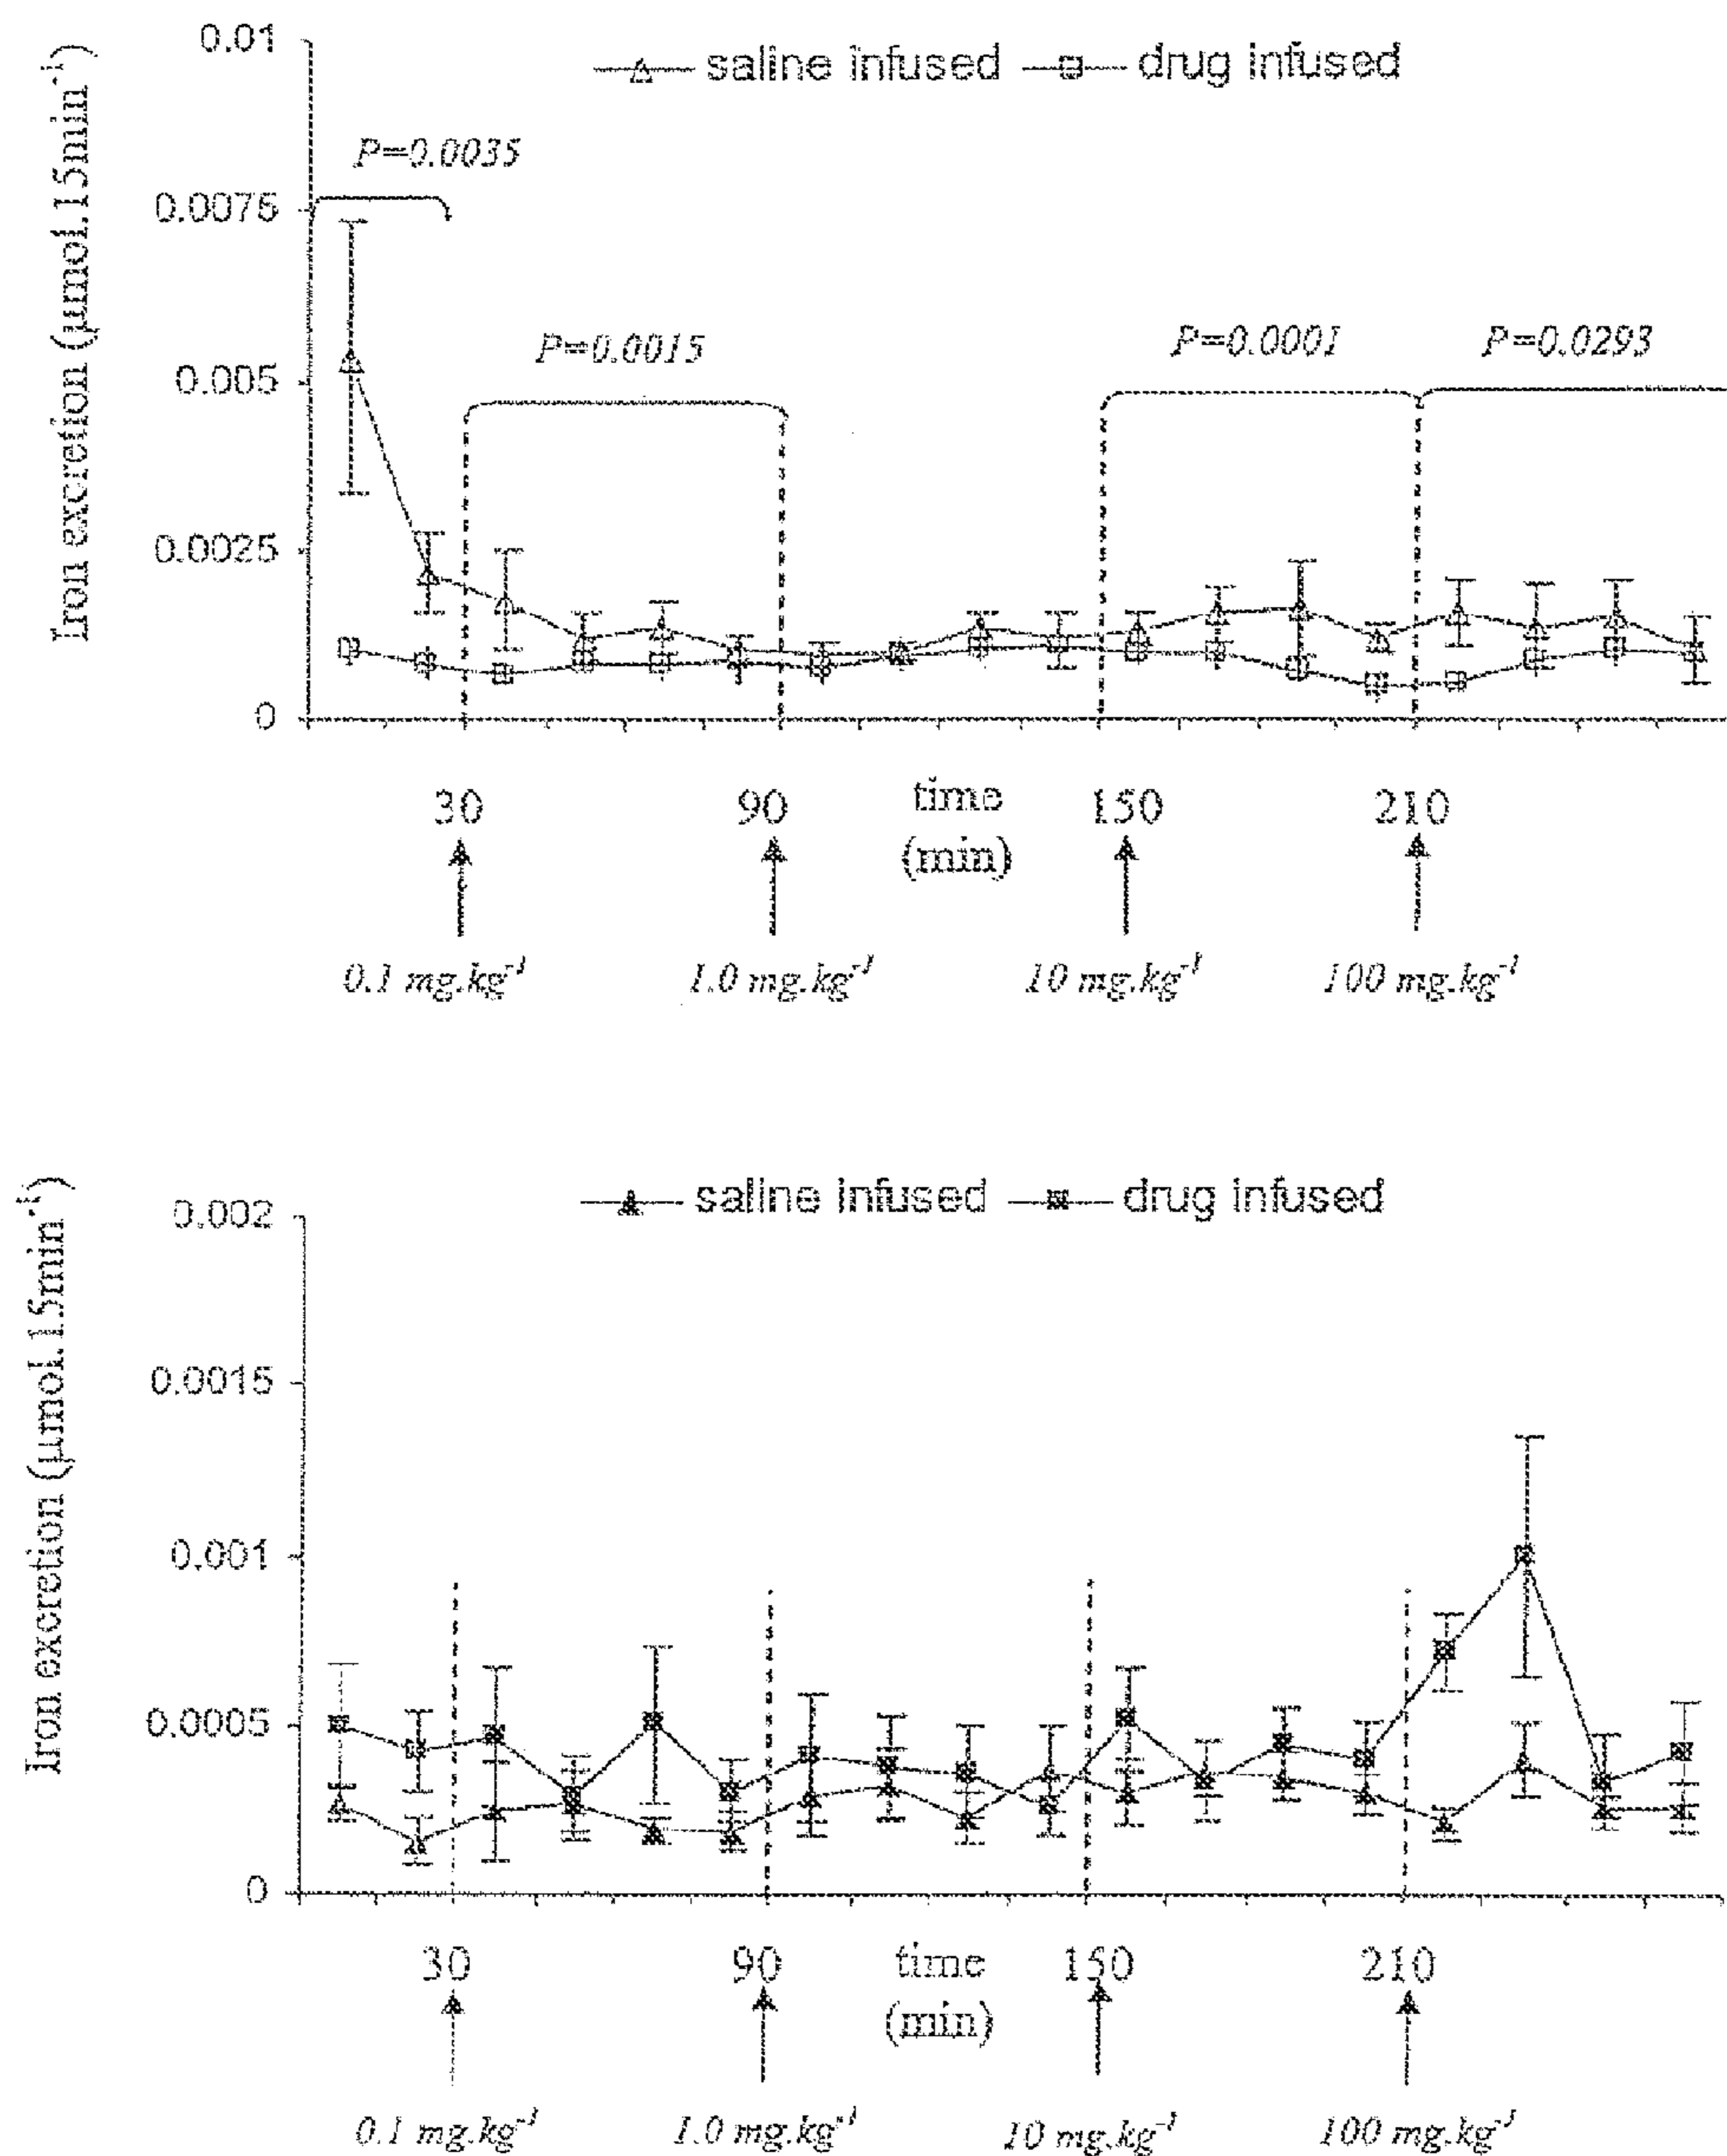 0.01
saline infused drug infused
P=0.0035
0.0075
P=0.0015 P=0.0001 P=0.0293
0.005
0.0025
0
Iron excretion (µmol.15min⁻¹)
30 90 time 150 210
(min)
0.1 mg.kg⁻¹ 1.0 mg.kg⁻¹ 10 mg.kg⁻¹ 100 mg.kg⁻¹
saline infused drug infused
0.002
0.0015
0.001
0.0005
0
Iron excretion (µmol.15min⁻¹)
30 90 time 150 210
(min)
0.1 mg.kg⁻¹ 1.0 mg.kg⁻¹ 10 mg.kg⁻¹ 100 mg.kg⁻¹